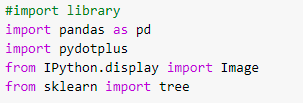 #import library
import pandas as pd
import pydotplus
from IPython.display import Image
from sklearn import tree